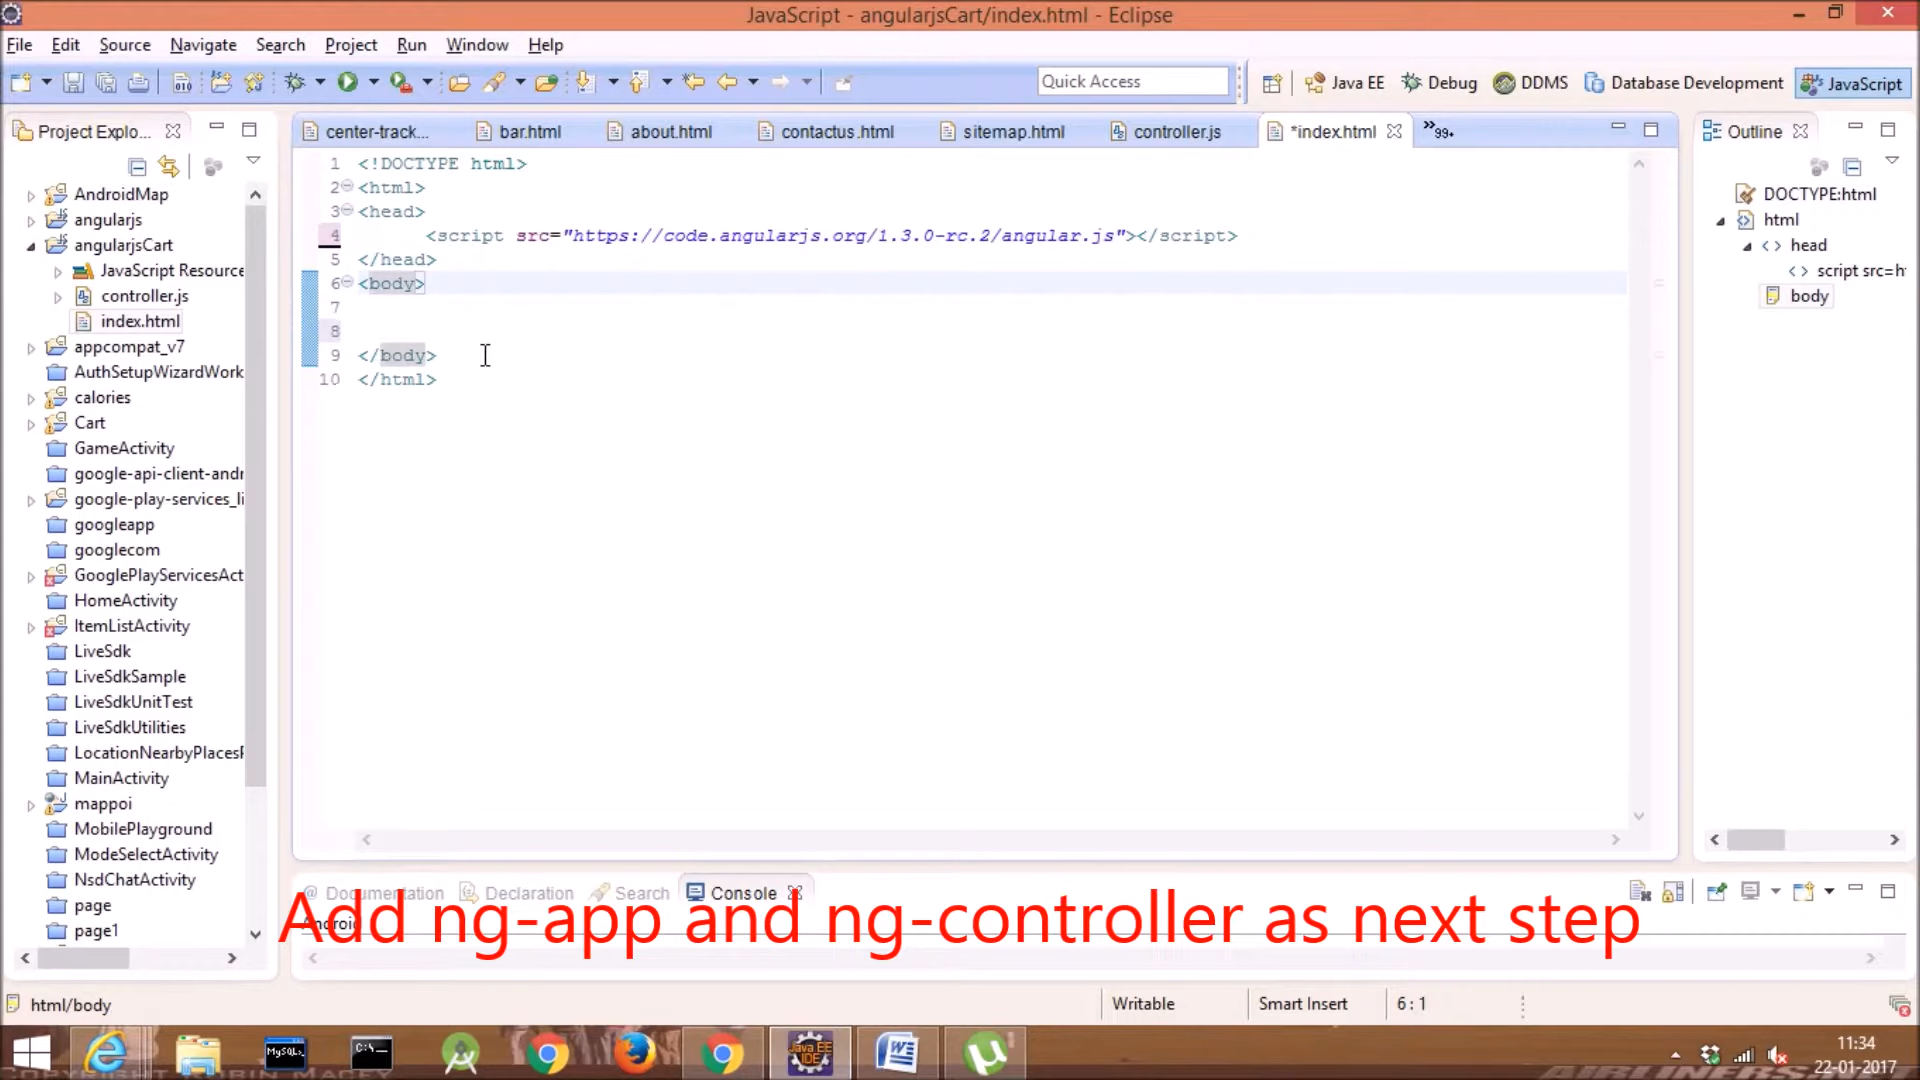 JavaScript - angularjsCart/index.html - Eclipse
File Edit Source Navigate Search Project Run Window Help
Quick Access
Java EE
Debug
DDMS
Database Development
JavaScript
Project Explo...
center-track...
bar.html
about.html
contactus.html
sitemap.html
controller.js
*index.html
»99+
Outline
AndroidMap
angularjs
angularjsCart
JavaScript Resource
controller.js
index.html
appcompat_v7
AuthSetupWizardWork
calories
Cart
GameActivity
google-api-client-andr
google-play-services_li
googleapp
googlecom
GooglePlayServicesAct
HomeActivity
ItemListActivity
LiveSdk
LiveSdkSample
LiveSdkUnitTest
LiveSdkUtilities
LocationNearbyPlaces
MainActivity
mappoi
MobilePlayground
ModeSelectActivity
NsdChatActivity
page
page1
1 <!DOCTYPE html>
2 <html>
3 <head>
4 <script src="https://code.angularjs.org/1.3.0-rc.2/angular.js"></script>
5 </head>
6 <body>
7
8
9 </body>
10 </html>
DOCTYPE:html
html
head
script src=h
body
@ Documentation
Declaration
Search
Console
Android
Add ng-app and ng-controller as next step
html/body
Writable
Smart Insert
6 : 1
MySQL
C:\
Java EE
IDE
11:34
22-01-2017